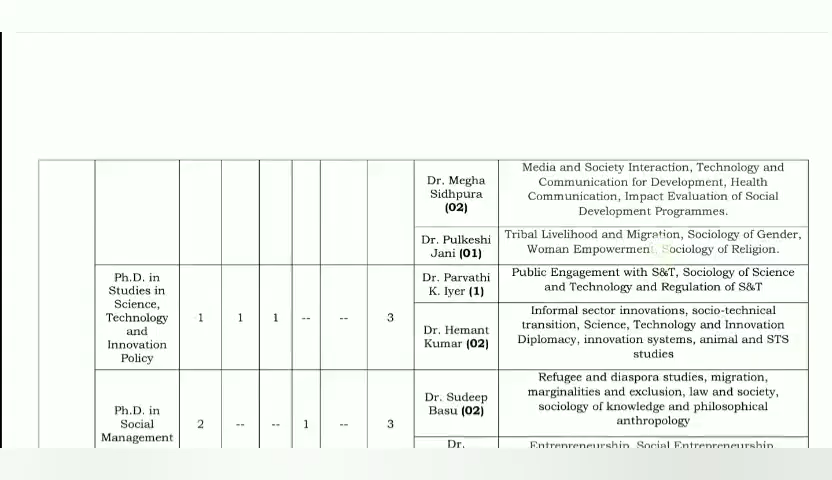 Dr. Megha
Sidhpura
(02)
Media and Society Interaction, Technology and
Communication for Development, Health
Communication, Impact Evaluation of Social
Development Programmes.
Dr. Pulkeshi
Jani (01)
Tribal Livelihood and Migration, Sociology of Gender,
Woman Empowerment, Sociology of Religion.
Ph.D. in
Studies in
Science,
Technology
and
Innovation
Policy
1 1 1 -- -- 3
Dr. Parvathi
K. Iyer (1)
Public Engagement with S&T, Sociology of Science
and Technology and Regulation of S&T
Dr. Hemant
Kumar (02)
Informal sector innovations, socio-technical
transition, Science, Technology and Innovation
Diplomacy, innovation systems, animal and STS
studies
Ph.D. in
Social
Management
2 -- -- 1 -- 3
Dr. Sudeep
Basu (02)
Refugee and diaspora studies, migration,
marginalities and exclusion, law and society,
sociology of knowledge and philosophical
anthropology
Dr.
Entrepreneurship, Social Entrepreneurship,